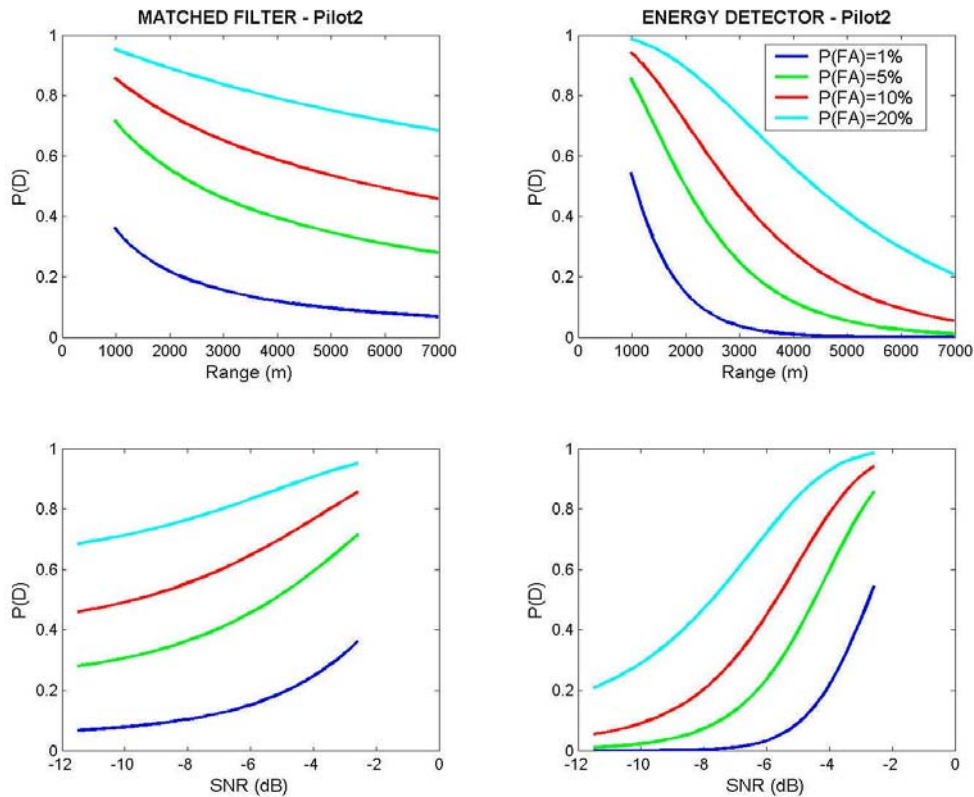 MATCHED FILTER - Pilot2
1
0.8
0.6
0.4
0.2
0
P(D)
0 1000 2000 3000 4000 5000 6000 7000
Range (m)
ENERGY DETECTOR - Pilot2
P(FA)=1%
P(FA)=5%
P(FA)=10%
P(FA)=20%
1
0.8
0.6
0.4
0.2
0
P(D)
0 1000 2000 3000 4000 5000 6000 7000
Range (m)
1
0.8
0.6
0.4
0.2
0
P(D)
-12 -10 -8 -6 -4 -2 0
SNR (dB)
1
0.8
0.6
0.4
0.2
0
P(D)
-12 -10 -8 -6 -4 -2 0
SNR (dB)